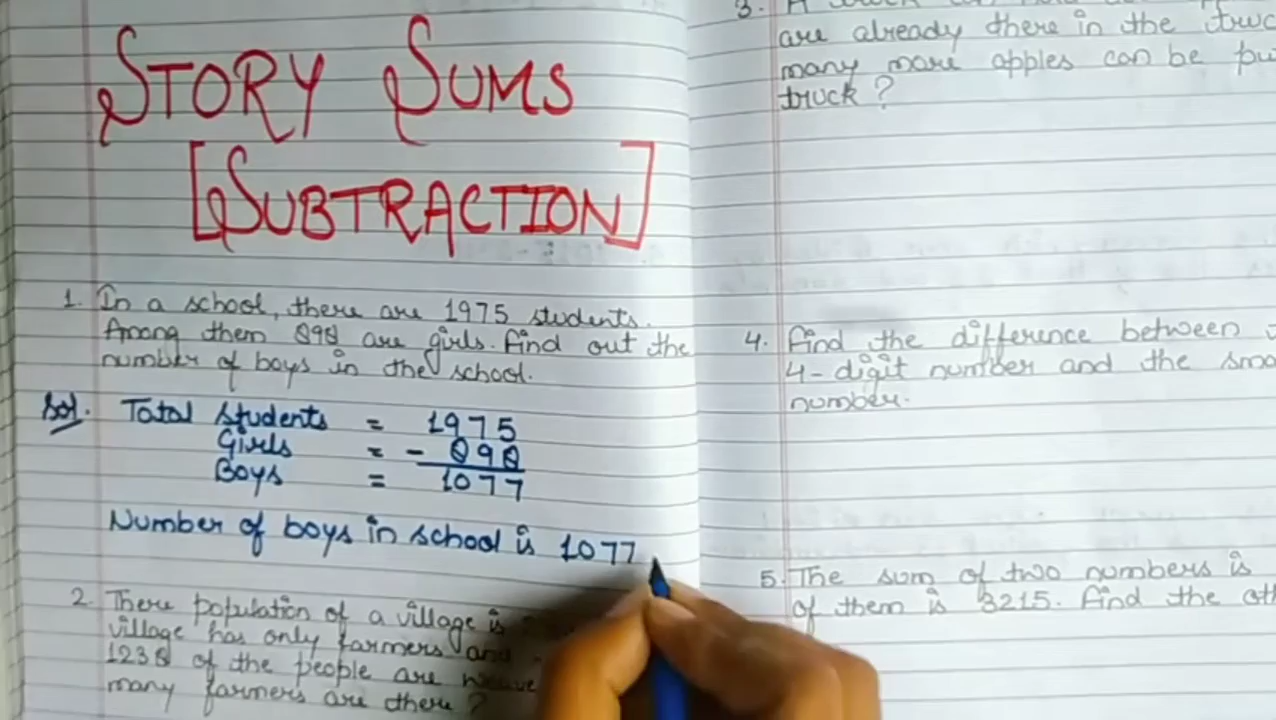 STORY SUMS
[SUBTRACTION]
1. In a school, there are 1975 students.
Among them 898 are girls. Find out the
number of boys in the school.
Sol. Total Students = 1975
Girls = - 898
Boys = 1077
Number of boys in school is 1077
2. There population of a village is
village has only farmers and
1238 of the people are
many farmers are there?
3. A truck can
are already there in the
many more apples can be
truck?
4. Find the difference between
4-digit number and the
number.
5. The sum of two numbers is
of them is 3215. Find the